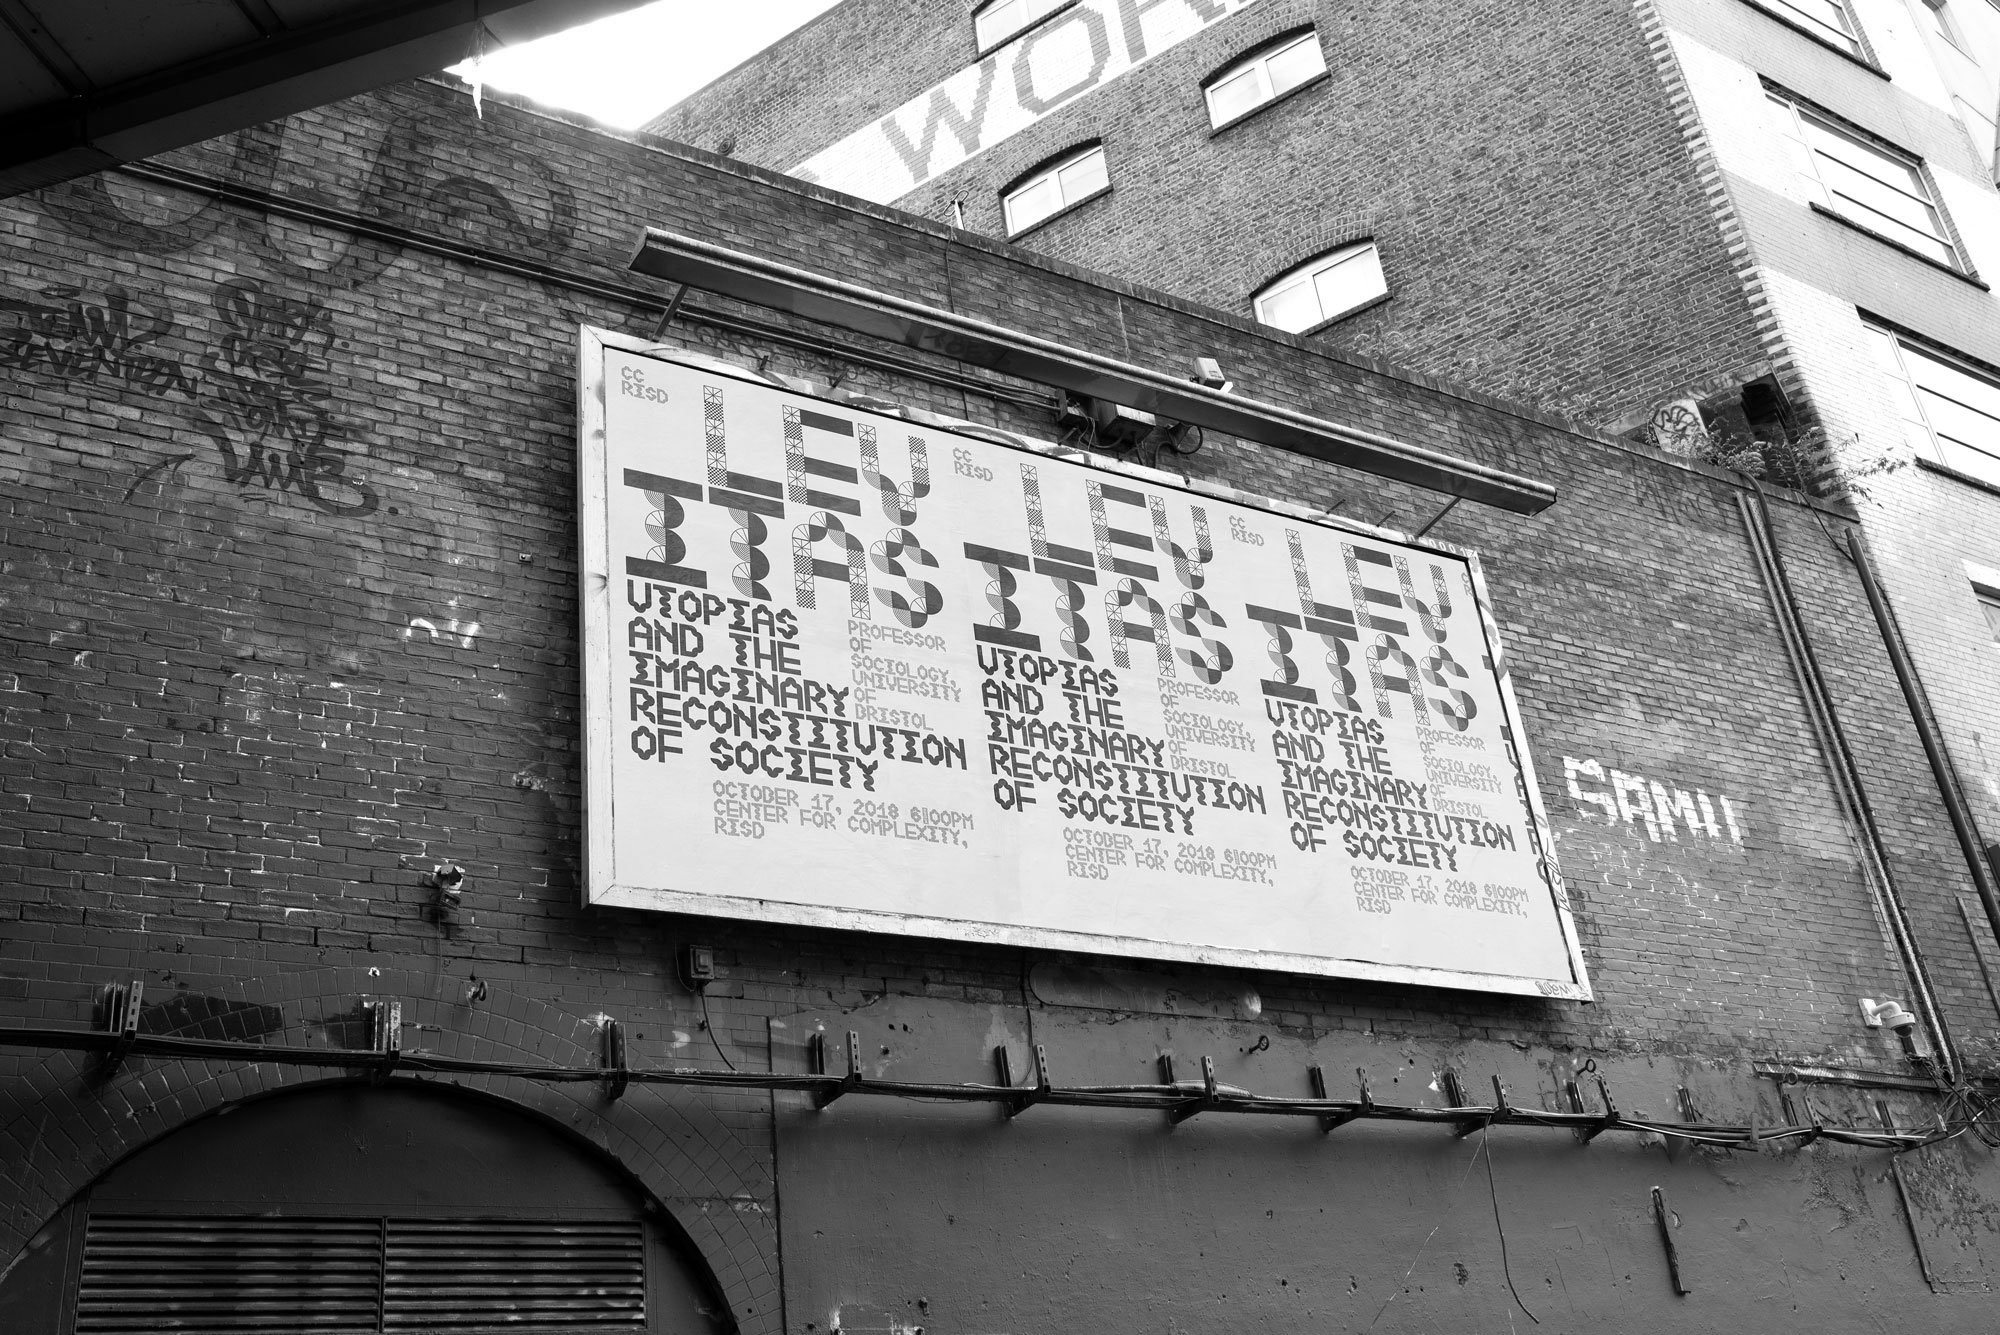 WOR
CC
RISD
LEV
ITAS
UTOPIAS
AND THE
IMAGINARY
RECONSTITUTION
OF SOCIETY
PROFESSOR
OF
SOCIOLOGY,
UNIVERSITY
OF
BRISTOL
OCTOBER 17, 2018 6:00PM
CENTER FOR COMPLEXITY,
RISD
CC
RISD
LEV
ITAS
UTOPIAS
AND THE
IMAGINARY
RECONSTITUTION
OF SOCIETY
PROFESSOR
OF
SOCIOLOGY,
UNIVERSITY
OF
BRISTOL
OCTOBER 17, 2018 6:00PM
CENTER FOR COMPLEXITY,
RISD
CC
RISD
LEV
ITAS
UTOPIAS
AND THE
IMAGINARY
RECONSTITUTION
OF SOCIETY
PROFESSOR
OF
SOCIOLOGY,
UNIVERSITY
OF
BRISTOL
OCTOBER 17, 2018 6:00PM
CENTER FOR COMPLEXITY,
RISD